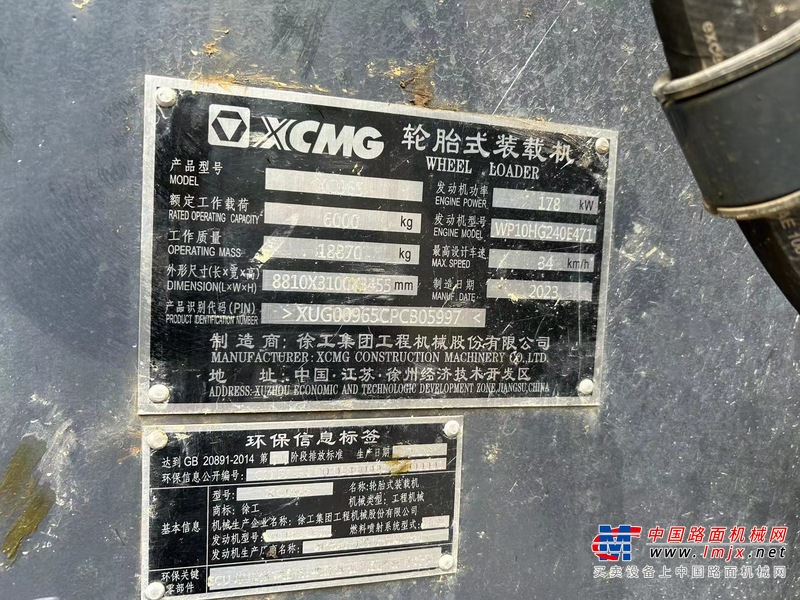 XCMG 轮胎式装载机
WHEEL LOADER
产品型号
MODEL
额定工作载荷
RATED OPERATING CAPACITY 6000 kg
工作质量
OPERATING MASS 18870 kg
外形尺寸(长×宽×高)
DIMENSION(L×W×H) 8810X3100X3455 mm
发动机功率
ENGINE POWER 178 kW
发动机型号
ENGINE MODEL WP10HG240E471
最高设计车速
MAX. SPEED 34 km/h
制造日期
MANUF. DATE 2023
产品识别代码(PIN)
PRODUCT IDENTIFICATION NUMBER >XUG00965CPCB05997<
制造商:徐工集团工程机械股份有限公司
MANUFACTURER: XCMG CONSTRUCTION MACHINERY CO.,LTD.
地址:中国·江苏·徐州经济技术开发区
ADDRESS:XUZHOU ECONOMIC AND TECHNOLOGIC DEVELOPMENT ZONE,JIANGSU,CHINA
环保信息标签
达到 GB 20891-2014 第 阶段排放标准 生产日期
环保信息公开编号:
基本信息
型号: 名称:轮胎式装载机
商标:徐工 机械类型:工程机械
机械生产企业名称:徐工集团工程机械股份有限公司
发动机型号: 燃料喷射系统型式:
发动机生产厂商名称:
环保关键
零部件
中国路面机械网
www.lmjx.net
买卖设备上中国路面机械网